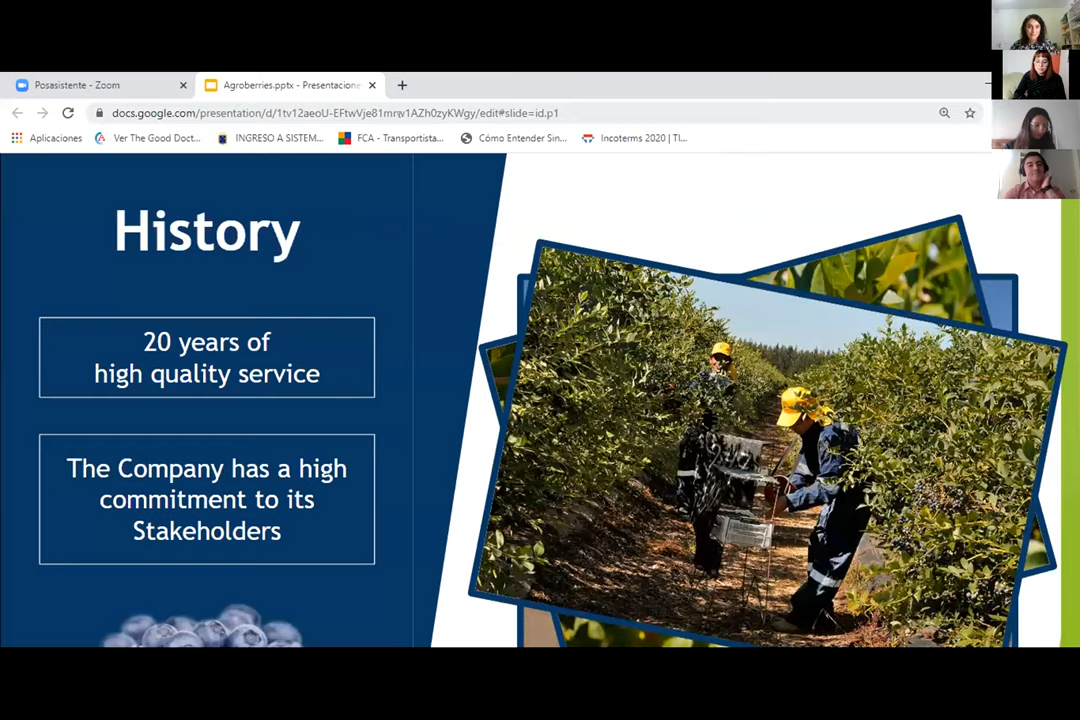 Posasistente - Zoom
Agroberries.pptx - Presentacione
docs.google.com/presentation/d/1tv12aeoU-EFtwVje81mrwv1AZh0zyKWgy/edit#slide=id.p1
Aplicaciones
Ver The Good Doct...
INGRESO A SISTEM...
FCA - Transportista...
Cómo Entender Sin...
Incoterms 2020 | TI...
History
20 years of
high quality service
The Company has a high
commitment to its
Stakeholders